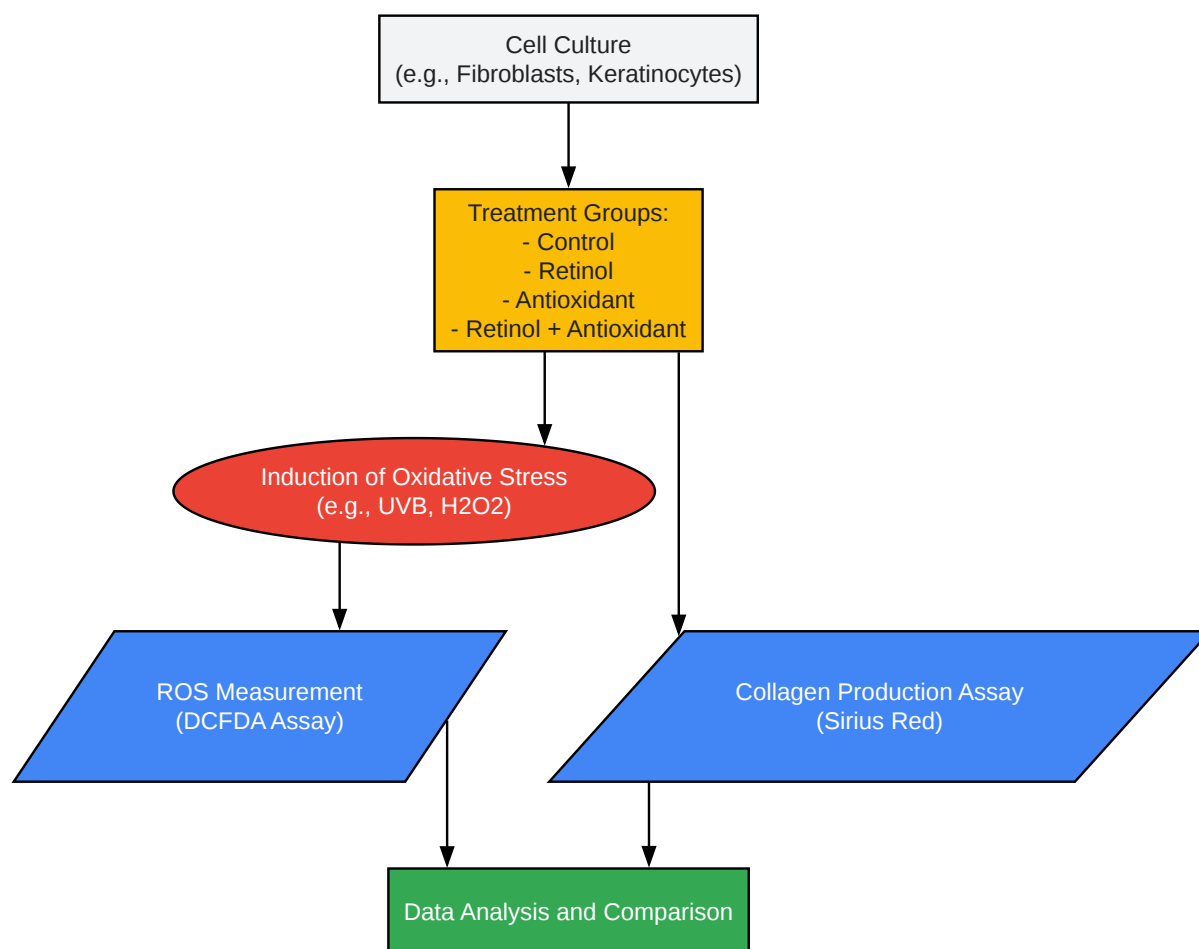 Cell Culture
(e.g., Fibroblasts, Keratinocytes)
Treatment Groups:
- Control
- Retinol
- Antioxidant
- Retinol + Antioxidant
Induction of Oxidative Stress
(e.g., UVB, H2O2)
ROS Measurement
(DCFDA Assay)
Collagen Production Assay
(Sirius Red)
Data Analysis and Comparison